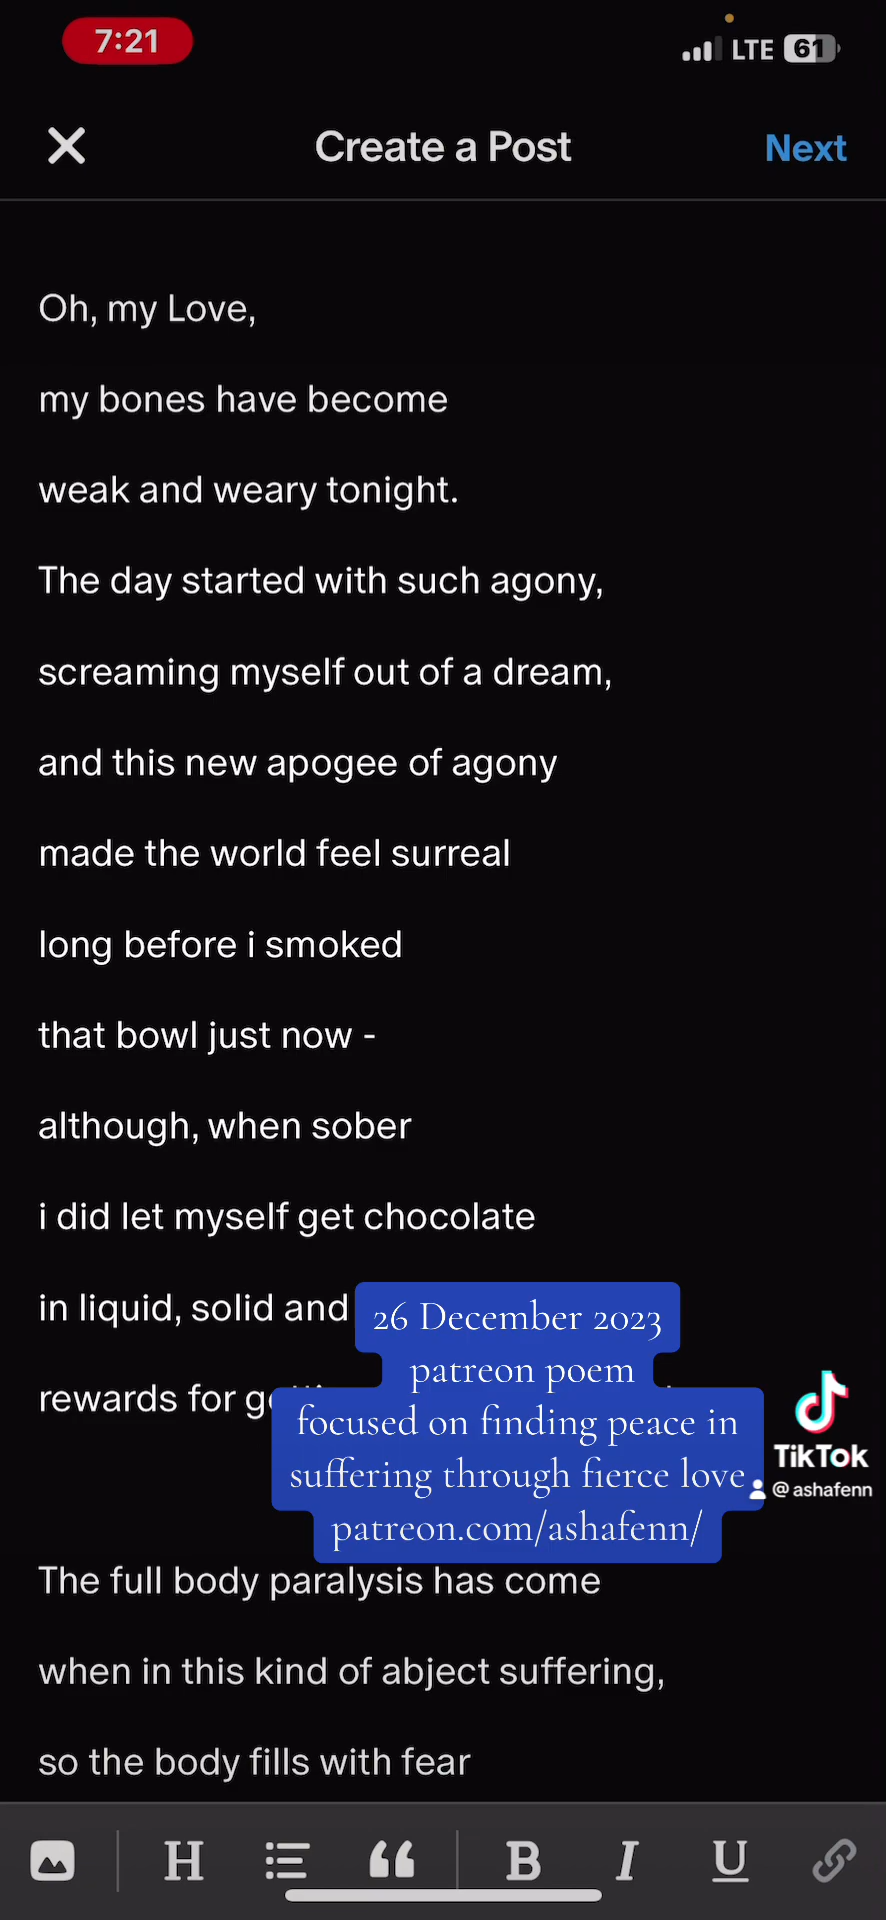 7:21
LTE 61
Create a Post
Next
Oh, my Love,
my bones have become
weak and weary tonight.
The day started with such agony,
screaming myself out of a dream,
and this new apogee of agony
made the world feel surreal
long before i smoked
that bowl just now -
although, when sober
i did let myself get chocolate
in liquid, solid and
26 December 2023
patreon poem
rewards for
focused on finding peace in
suffering through fierce love
patreon.com/ashafenn/
TikTok
@ashafenn
The full body paralysis has come
when in this kind of abject suffering,
so the body fills with fear
H
B I U